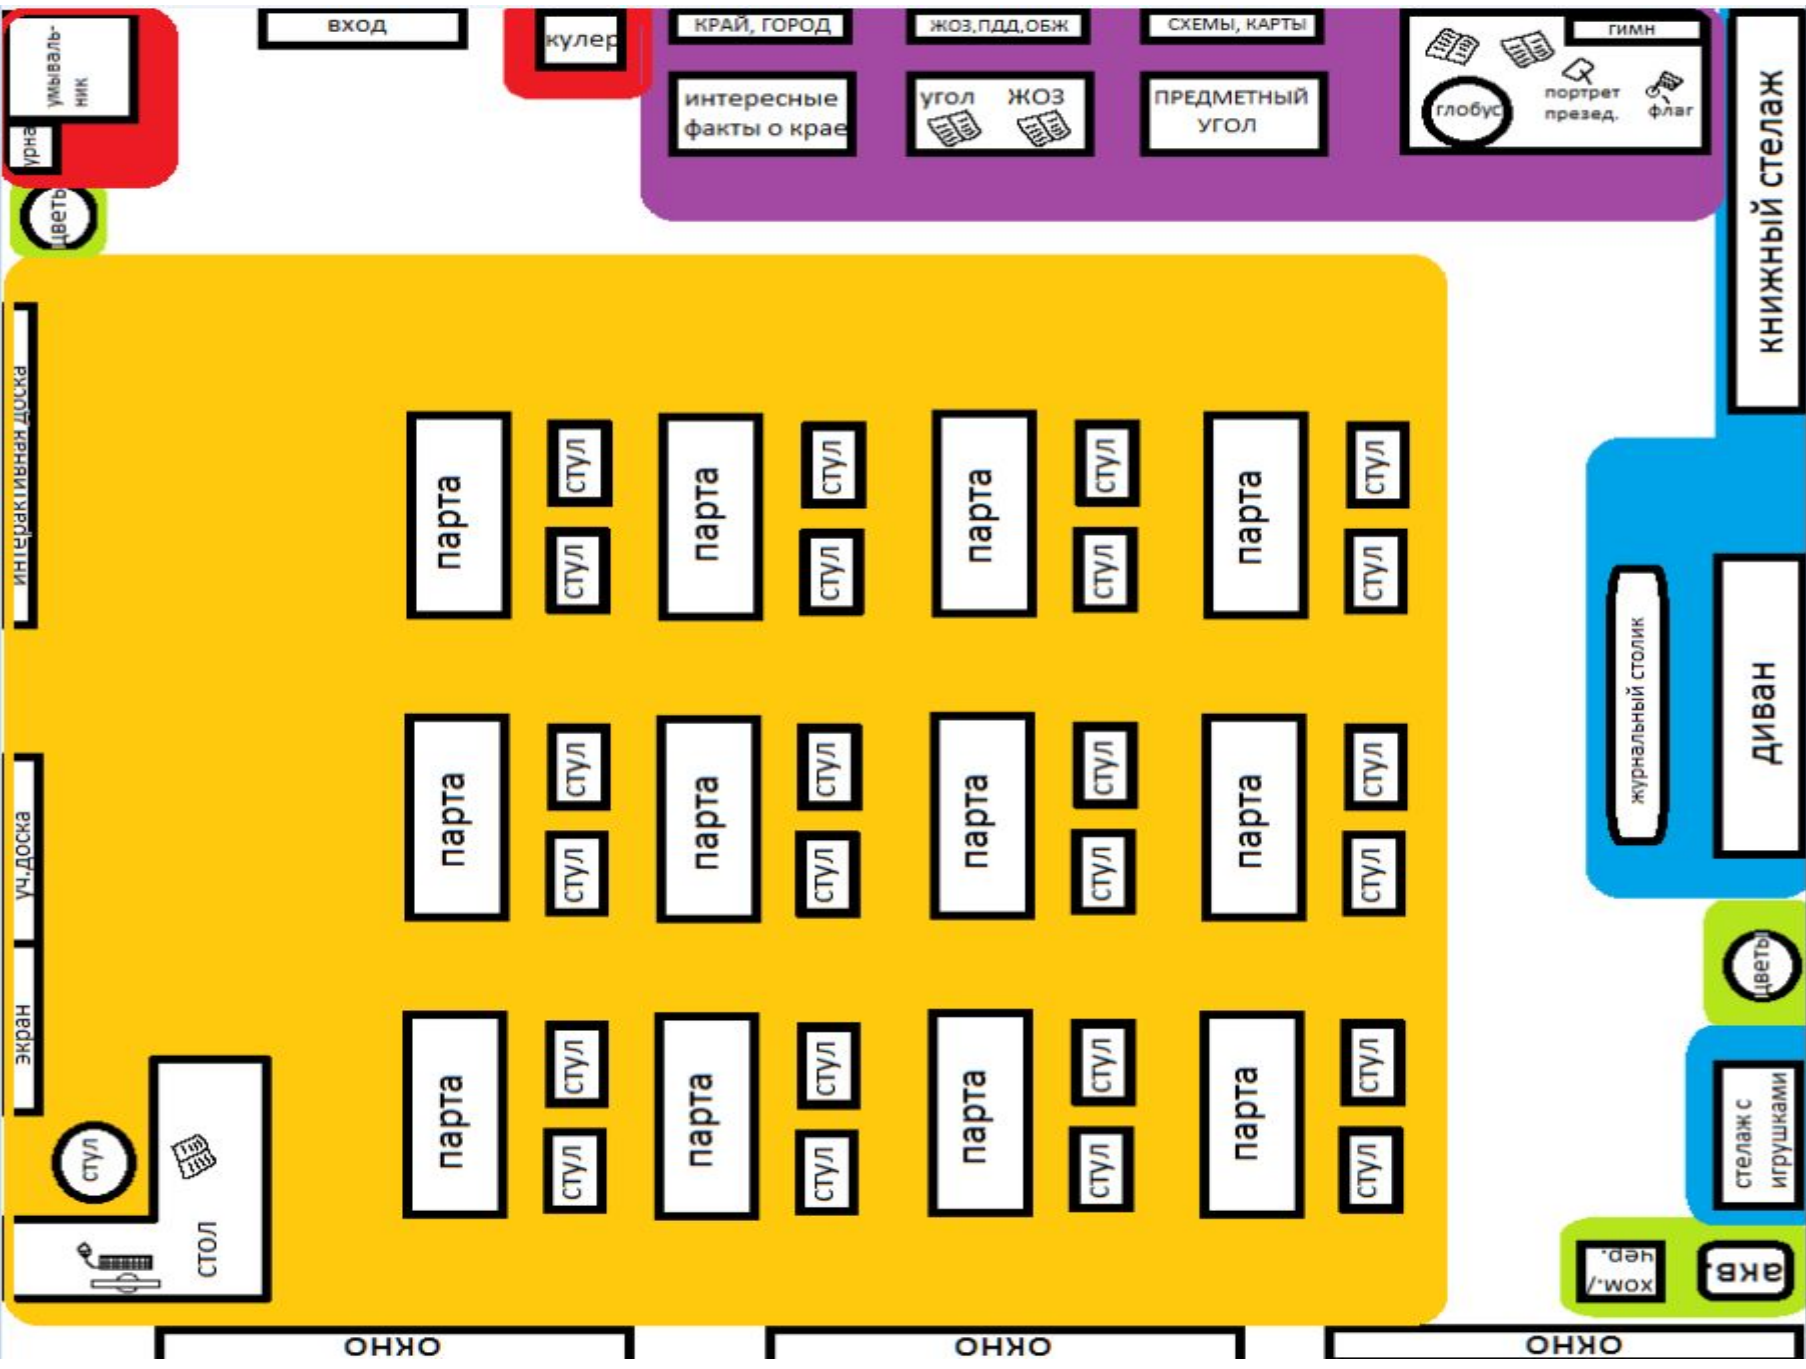 умываль-
ник
урна
цветы
вход
кулер
КРАЙ, ГОРОД
ЖОЗ,ПДД,ОБЖ
СХЕМЫ, КАРТЫ
интересные
факты о крае
угол ЖОЗ
ПРЕДМЕТНЫЙ
УГОЛ
гимн
глобус
портрет
презед.
флаг
книжный стелаж
интерактивная доска
парта
стул
стул
парта
стул
стул
парта
стул
стул
парта
стул
стул
журнальный столик
диван
уч.доска
парта
стул
стул
парта
стул
стул
парта
стул
стул
парта
стул
стул
цветы
экран
стул
стол
парта
стул
стул
парта
стул
стул
парта
стул
стул
парта
стул
стул
стелаж с
игрушками
хом./
чер.
акв.
окно
окно
окно